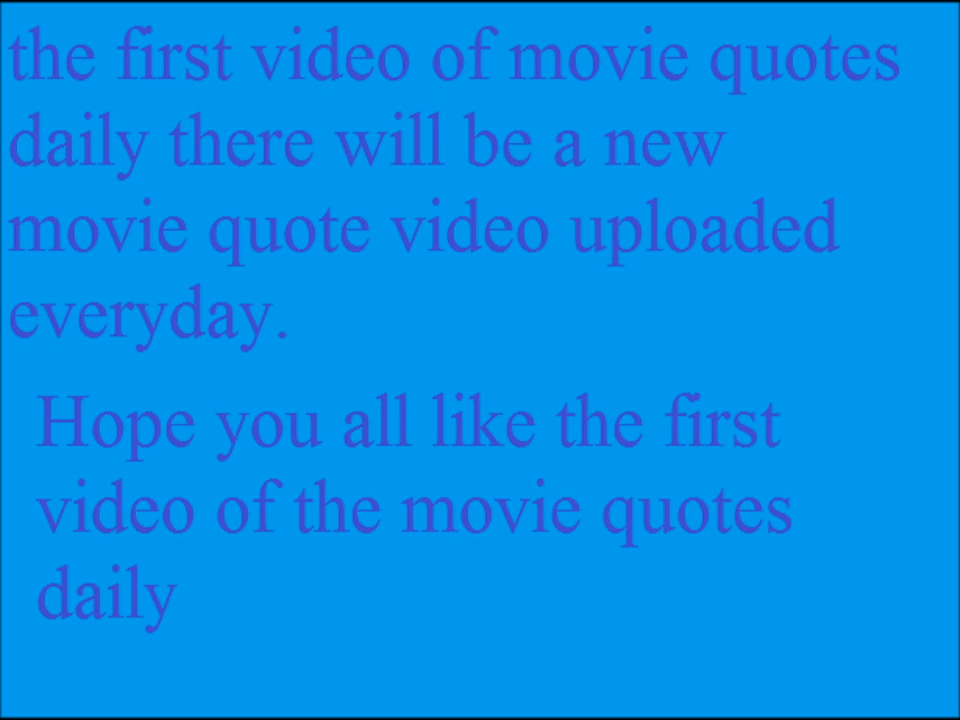 the first video of movie quotes
daily there will be a new
movie quote video uploaded
everyday.
Hope you all like the first
video of the movie quotes
daily